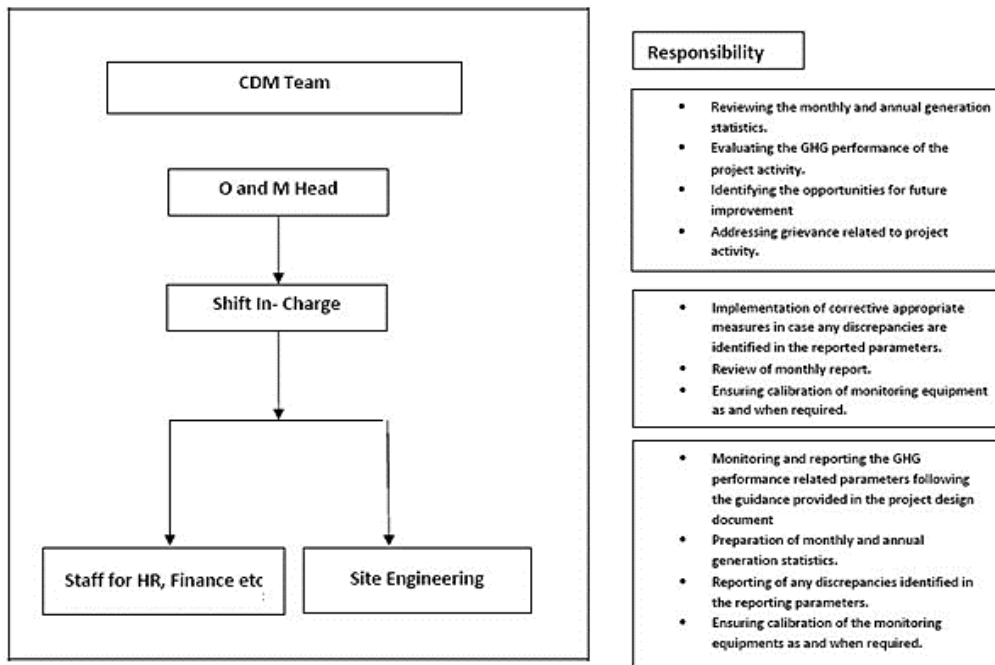 CDM Team
O and M Head
Shift In- Charge
Staff for HR, Finance etc
Site Engineering
Responsibility
• Reviewing the monthly and annual generation
statistics.
• Evaluating the GHG performance of the
project activity.
• Identifying the opportunities for future
improvement
• Addressing grievance related to project
activity.
• Implementation of corrective appropriate
measures in case any discrepancies are
identified in the reported parameters.
• Review of monthly report.
• Ensuring calibration of monitoring equipment
as and when required.
• Monitoring and reporting the GHG
performance related parameters following
the guidance provided in the project design
document
• Preparation of monthly and annual
generation statistics.
• Reporting of any discrepancies identified in
the reporting parameters.
• Ensuring calibration of the monitoring
equipments as and when required.